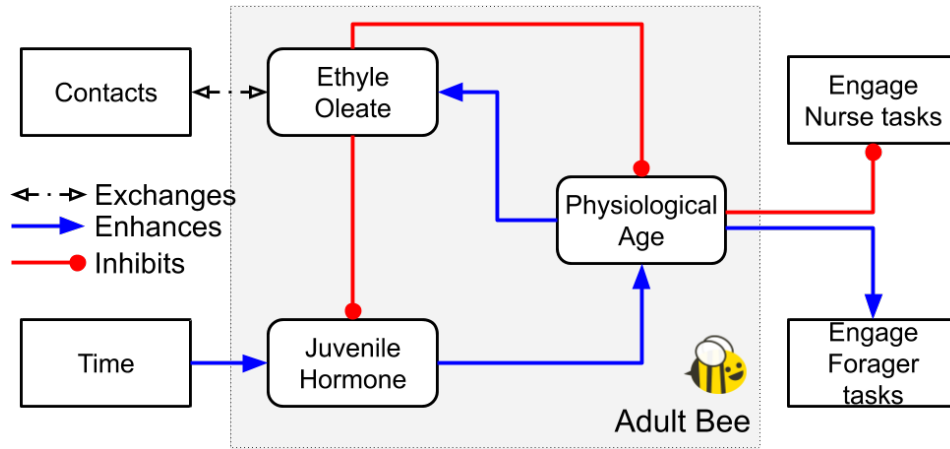 Contacts
Ethyle
Oleate
Engage
Nurse tasks
Exchanges
Enhances
Inhibits
Physiological
Age
Time
Juvenile
Hormone
Engage
Forager
tasks
Adult Bee